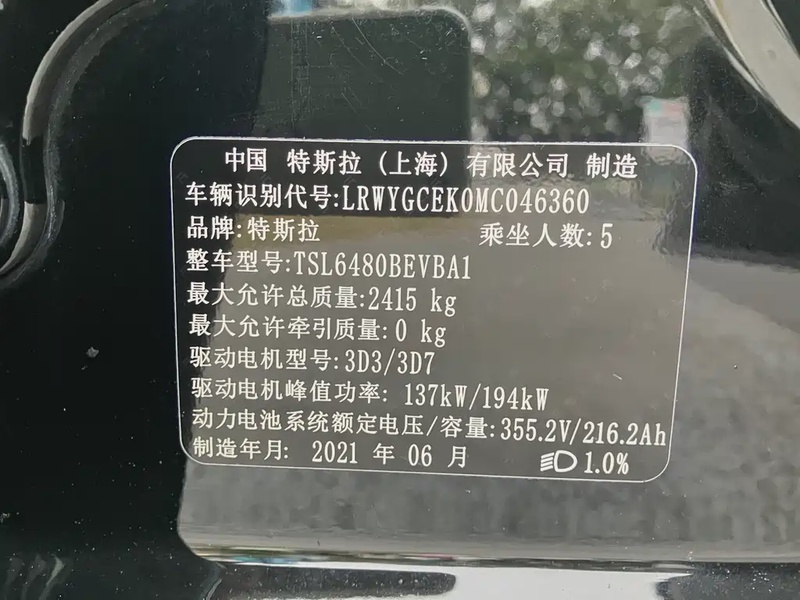 中国 特斯拉（上海）有限公司 制造
车辆识别代号:LRWYGCEK0MC046360
品牌:特斯拉 乘坐人数:5
整车型号:TSL6480BEVBA1
最大允许总质量:2415 kg
最大允许牵引质量:0 kg
驱动电机型号:3D3/3D7
驱动电机峰值功率: 137kW/194kW
动力电池系统额定电压/容量:355.2V/216.2Ah
制造年月: 2021 年 06 月 1.0%